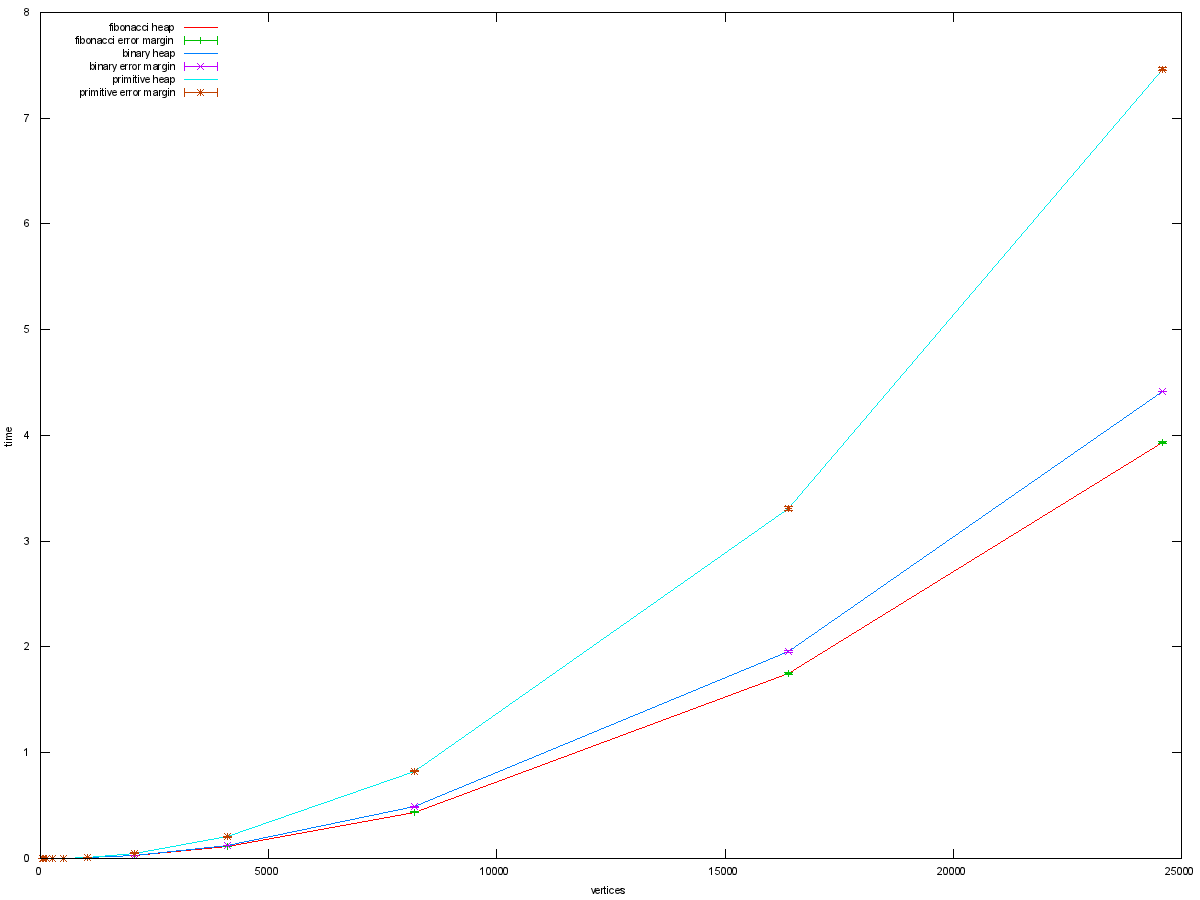 8
fibonacci heap
fibonacci error margin
binary heap
binary error margin
primitive heap
primitive error margin
7
6
5
time
4
3
2
1
0
0 5000 10000 15000 20000 25000
vertices